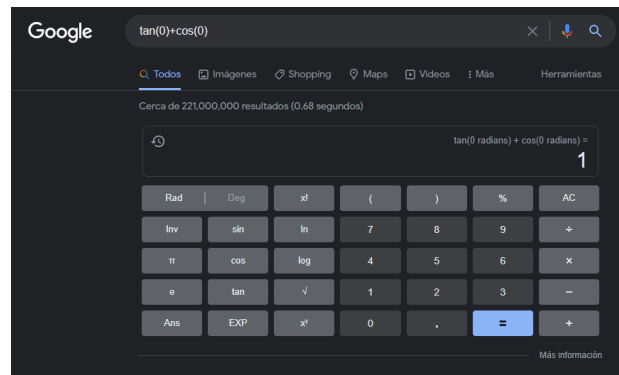 Google tan(0)+cos(0)
Todos Imágenes Shopping Maps Videos Más Herramientas
Cerca de 221,000,000 resultados (0.68 segundos)
tan(0 radians) + cos(0 radians) =
1
Rad | Deg x! ( ) % AC
Inv sin ln 7 8 9 ÷
π cos log 4 5 6 ×
e tan √ 1 2 3 −
Ans EXP xʸ 0 . = +
Más información